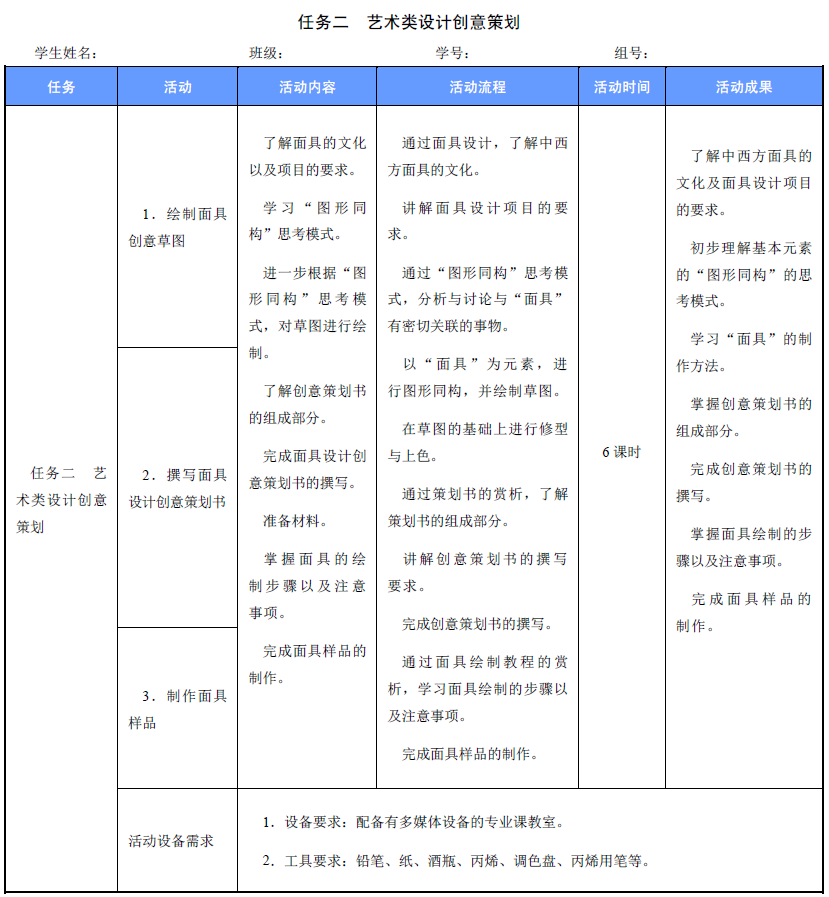 任务二 艺术类设计创意策划
学生姓名： 班级： 学号： 组号：
任务 活动 活动内容 活动流程 活动时间 活动成果
任务二 艺
术类设计创意
策划
1．绘制面具
创意草图
2．撰写面具
设计创意策划书
3．制作面具
样品
了解面具的文化
以及项目的要求。
学习“图形同
构”思考模式。
进一步根据“图
形同构”思考模
式，对草图进行绘
制。
了解创意策划书
的组成部分。
完成面具设计创
意策划书的撰写。
准备材料。
掌握面具的绘
制步骤以及注意
事项。
完成面具样品的
制作。
通过面具设计，了解中西
方面具的文化。
讲解面具设计项目的要
求。
通过“图形同构”思考模
式，分析与讨论与“面具”
有密切关联的事物。
以“面具”为元素，进
行图形同构，并绘制草图。
在草图的基础上进行修型
与上色。
通过策划书的赏析，了解
策划书的组成部分。
讲解创意策划书的撰写
要求。
完成创意策划书的撰写。
通过面具绘制教程的赏
析，学习面具绘制的步骤以
及注意事项。
完成面具样品的制作。
6 课时
了解中西方面具的
文化及面具设计项目
的要求。
初步理解基本元素
的“图形同构”的思
考模式。
学习“面具”的制
作方法。
掌握创意策划书的
组成部分。
完成创意策划书的
撰写。
掌握面具绘制的步
骤以及注意事项。
完成面具样品的
制作。
活动设备需求
1．设备要求：配备有多媒体设备的专业课教室。
2．工具要求：铅笔、纸、酒瓶、丙烯、调色盘、丙烯用笔等。